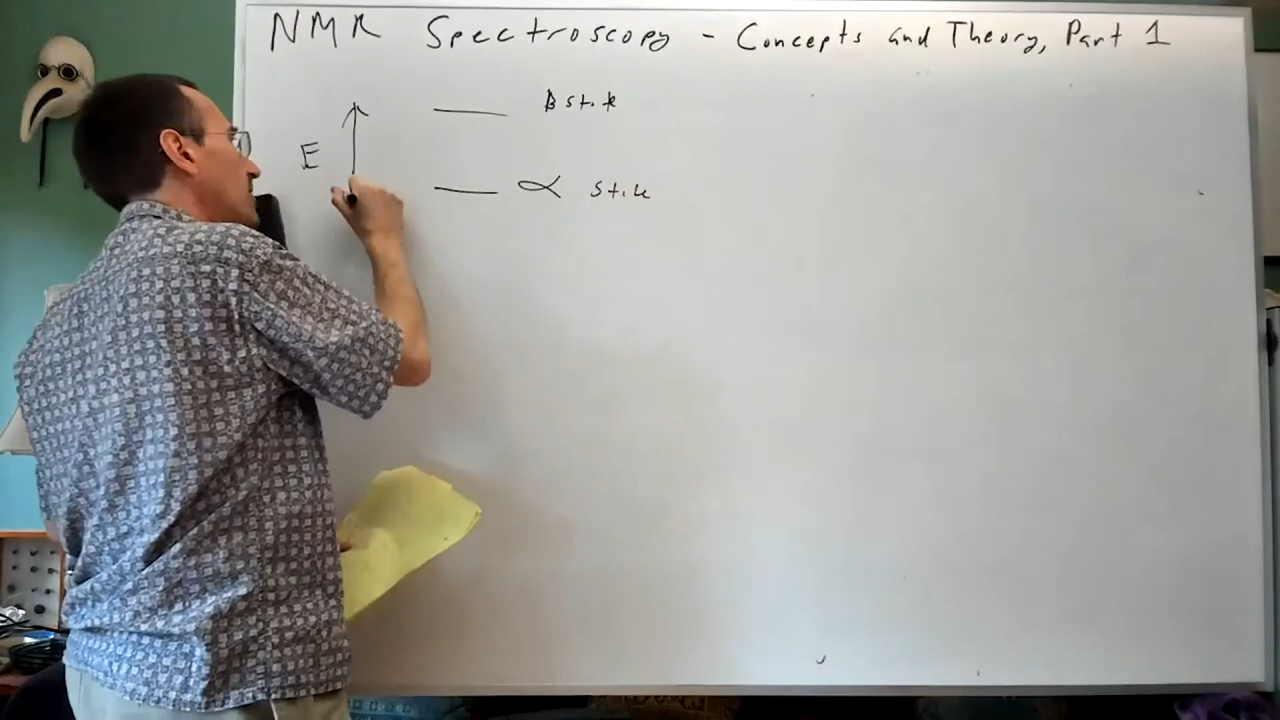 NMR Spectroscopy - Concepts and Theory, Part 1
β state
E
α state